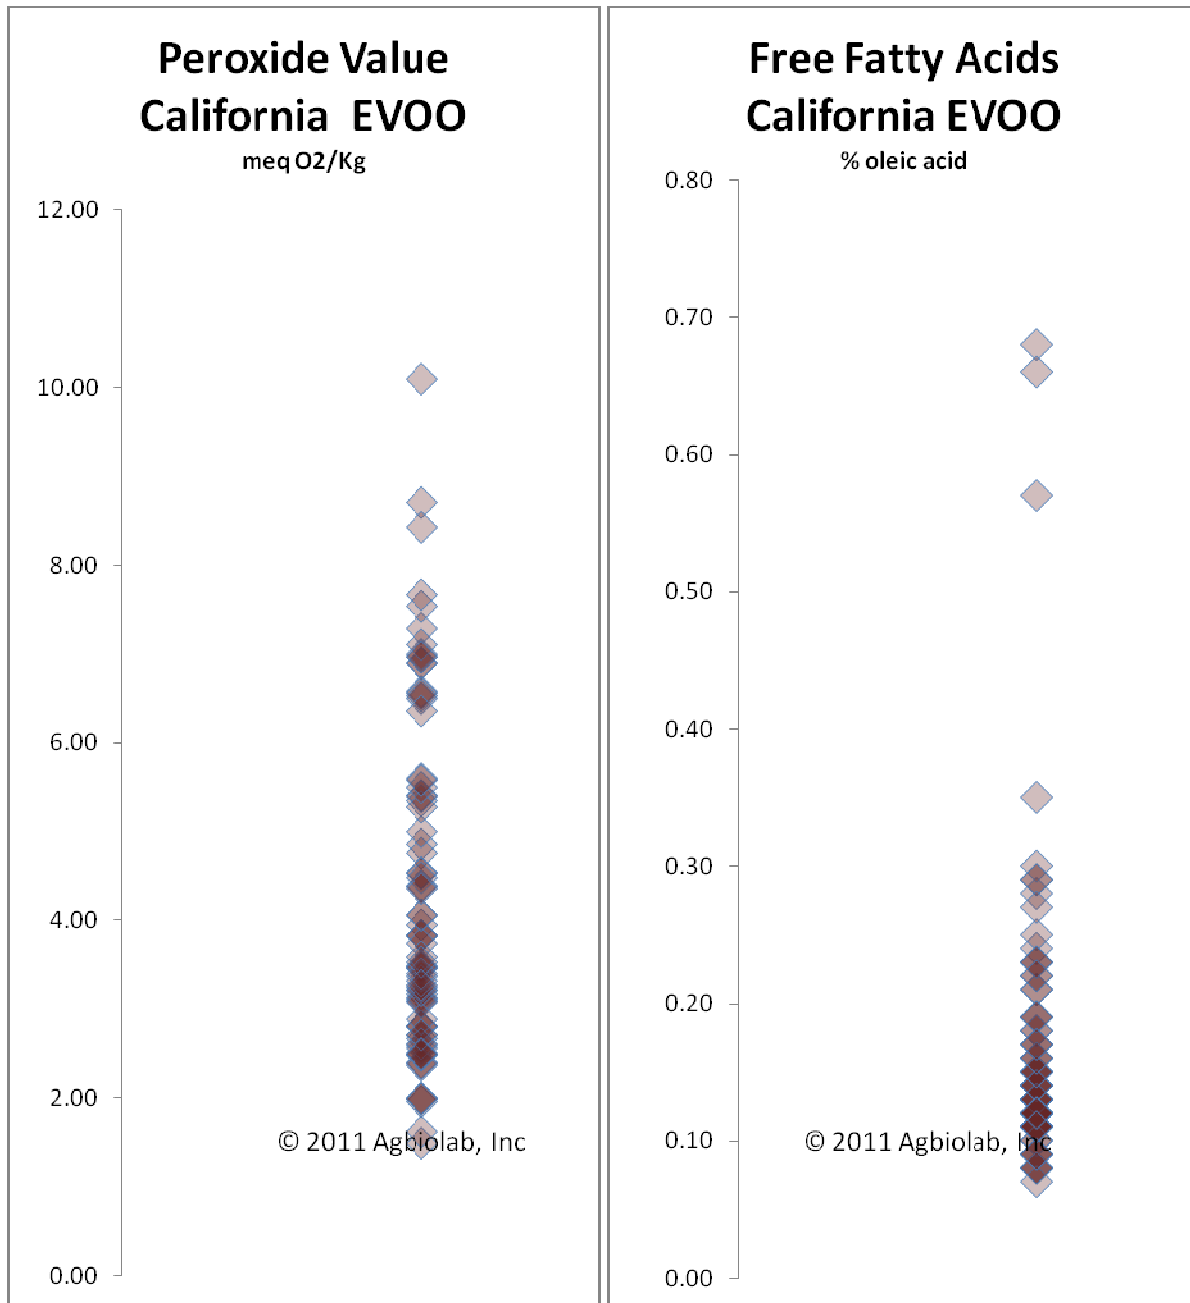 Peroxide Value
California EVOO
meq O2/Kg
12.00
10.00
8.00
6.00
4.00
2.00
0.00
© 2011 Agbiolab, Inc
Free Fatty Acids
California EVOO
% oleic acid
0.80
0.70
0.60
0.50
0.40
0.30
0.20
0.10
0.00
© 2011 Agbiolab, Inc